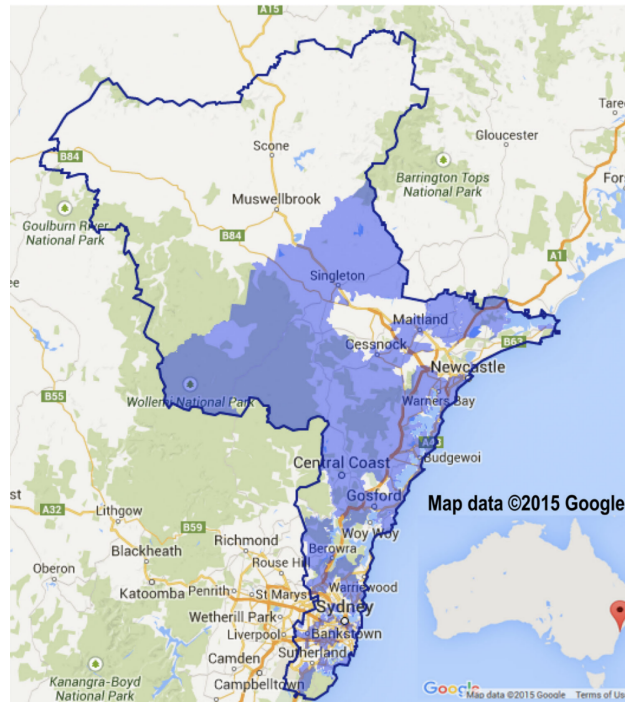 A15
Taree
Gloucester
Scone
B84
Barrington Tops
National Park
Muswellbrook
Goulburn River
National Park
B84
A1
Singleton
Maitland
Cessnock
B63
Newcastle
Wollemi National Park
B55
Warners Bay
A43
Budgewoi
Central Coast
Gosford
Map data ©2015 Google
A32
Lithgow
B59
Woy Woy
Richmond
Berowra
Blackheath
Rouse Hill
Oberon
Katoomba
Penrith
St Marys
Warriewood
Wetherill Park
Sydney
Liverpool
Bankstown
Camden
Sutherland
Kanangra-Boyd
National Park
Campbelltown
Google
Map data ©2015 Google
Terms of Us